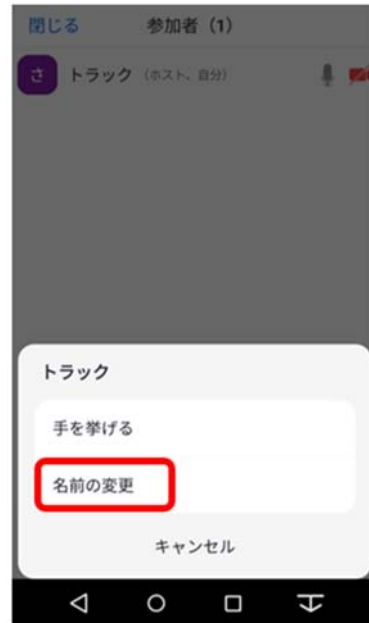 閉じる 参加者（1）
さ トラック（ホスト、自分）
トラック
手を挙げる
名前の変更
キャンセル